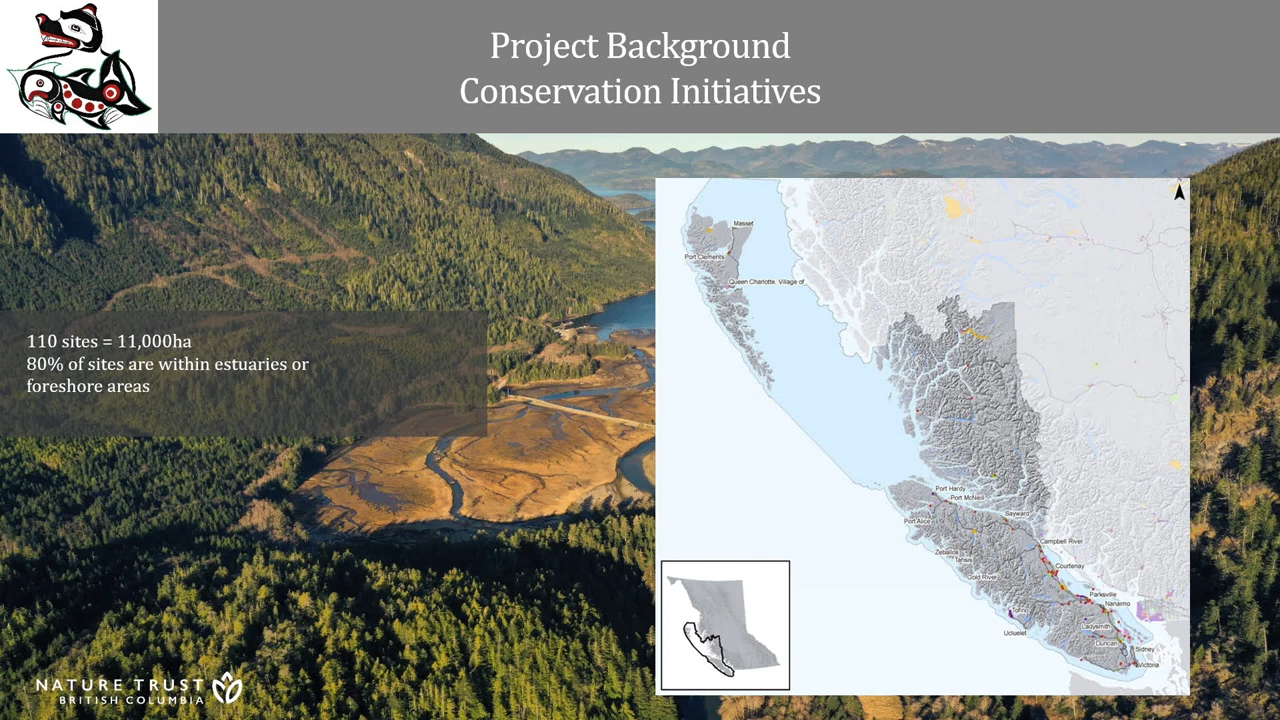 Project Background
Conservation Initiatives
110 sites = 11,000ha
80% of sites are within estuaries or
foreshore areas
Masset
Port Clements
Queen Charlotte, Village of
Port Hardy
Port McNeill
Port Alice
Sayward
Campbell River
Zeballos
Tahsis
Courtenay
Gold River
Parksville
Nanaimo
Tofino
Ladysmith
Ucluelet
Duncan
Sidney
Victoria
NATURE TRUST
BRITISH COLUMBIA